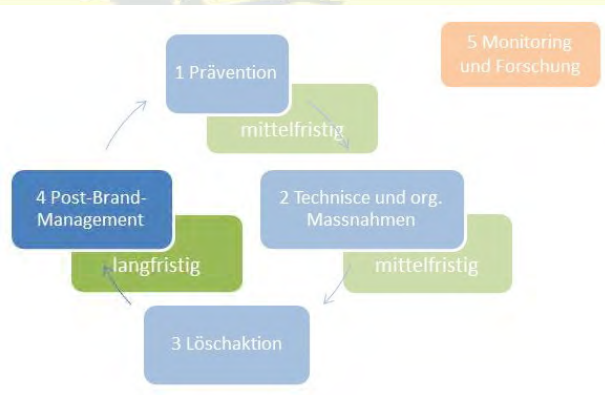 5 Monitoring
und Forschung
1 Prävention
mittelfristig
4 Post-Brand-
Management
langfristig
2 Technisce und org.
Massnahmen
mittelfristig
3 Löschaktion